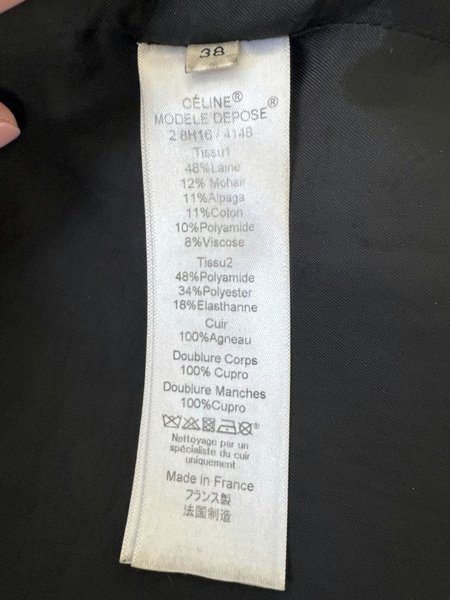 38
CÉLINE®
MODELE DEPOSE®
2 8H16 / 4146
Tissu1
48%Laine
12% Mohair
11%Alpaga
11%Coton
10%Polyamide
8%Viscose
Tissu2
48%Polyamide
34%Polyester
18%Elasthanne
Cuir
100%Agneau
Doublure Corps
100% Cupro
Doublure Manches
100%Cupro
Nettoyage par un
spécialiste du cuir
uniquement
Made in France
フランス製
法国制造